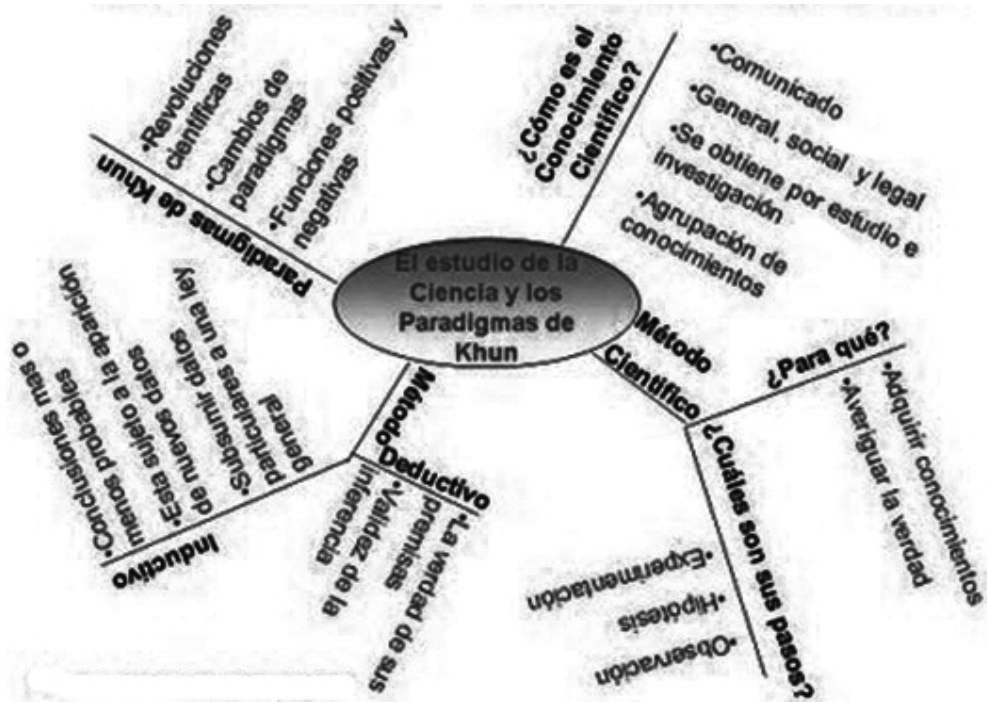 El estudio de la
Ciencia y los
Paradigmas de
Khun
¿Cómo es el
Conocimiento
Científico?
•Comunicado
•General, social y legal
•Se obtiene por estudio e
investigación
•Agrupación de
conocimientos
Método
Científico
¿Para qué?
•Adquirir conocimientos
•Averiguar la verdad
¿Cuáles son sus pasos?
•Observación
•Hipótesis
•Experimentación
Método
Deductivo
•La verdad de sus
premisas
•Validez de la
inferencia
Inductivo
•Conclusiones mas o
menos probables
•Esta sujeto a la aparición
de nuevos datos
•Subsumir datos
particulares a una ley
general
Paradigmas de Khun
•Revoluciones
científicas
•Cambios de
paradigmas
•Funciones positivas y
negativas